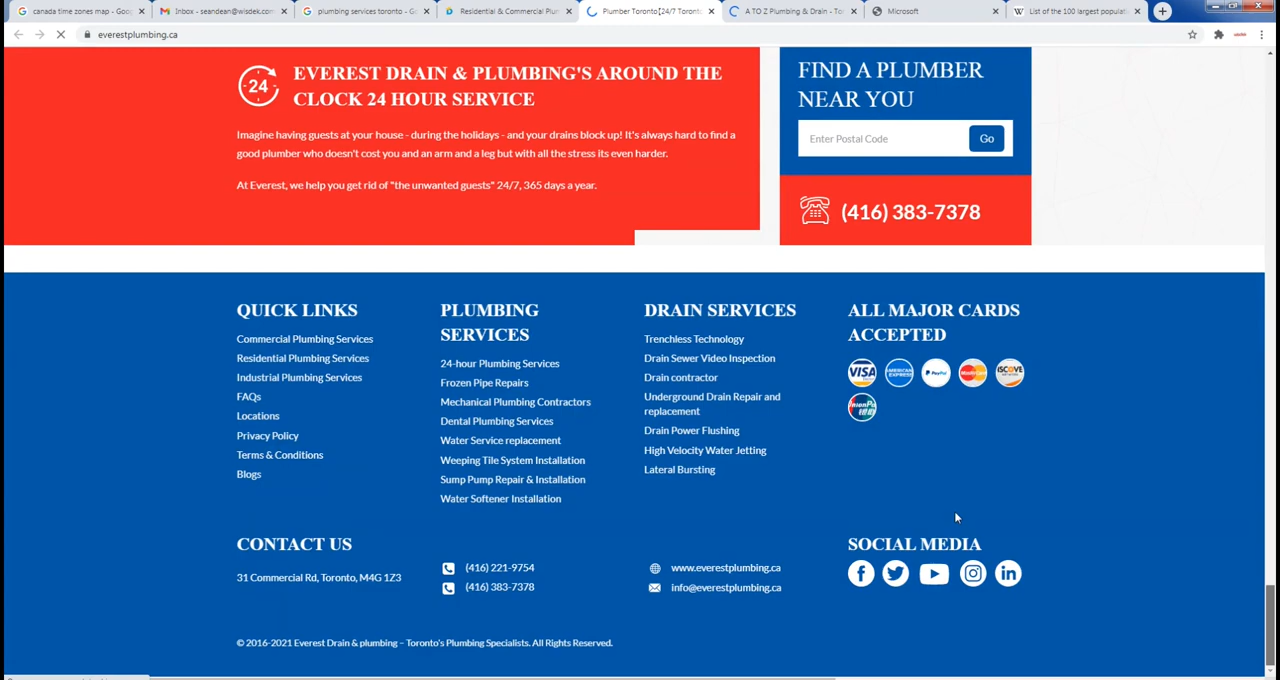 canada time zones map - Goo
Inbox - seandean@wisdek.com
plumbing services toronto - Go
Residential & Commercial Plun
Plumber Toronto【24/7 Toront
A TO Z Plumbing & Drain - To
Microsoft
List of the 100 largest populati
everestplumbing.ca
24
EVEREST DRAIN & PLUMBING'S AROUND THE
CLOCK 24 HOUR SERVICE
Imagine having guests at your house - during the holidays - and your drains block up! It's always hard to find a
good plumber who doesn't cost you and an arm and a leg but with all the stress its even harder.
At Everest, we help you get rid of "the unwanted guests" 24/7, 365 days a year.
FIND A PLUMBER
NEAR YOU
Enter Postal Code
Go
(416) 383-7378
QUICK LINKS
Commercial Plumbing Services
Residential Plumbing Services
Industrial Plumbing Services
FAQs
Locations
Privacy Policy
Terms & Conditions
Blogs
PLUMBING
SERVICES
24-hour Plumbing Services
Frozen Pipe Repairs
Mechanical Plumbing Contractors
Dental Plumbing Services
Water Service replacement
Weeping Tile System Installation
Sump Pump Repair & Installation
Water Softener Installation
DRAIN SERVICES
Trenchless Technology
Drain Sewer Video Inspection
Drain contractor
Underground Drain Repair and
replacement
Drain Power Flushing
High Velocity Water Jetting
Lateral Bursting
ALL MAJOR CARDS
ACCEPTED
VISA
AMERICAN EXPRESS
PayPal
MasterCard
DISCOVER
CONTACT US
31 Commercial Rd, Toronto, M4G 1Z3
(416) 221-9754
(416) 383-7378
www.everestplumbing.ca
info@everestplumbing.ca
SOCIAL MEDIA
© 2016-2021 Everest Drain & plumbing – Toronto's Plumbing Specialists. All Rights Reserved.